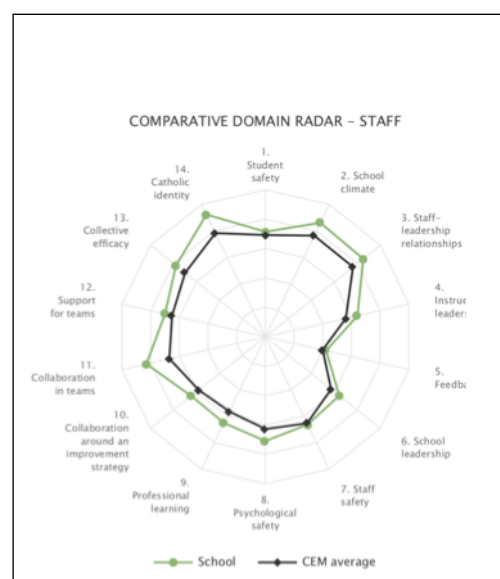 COMPARATIVE DOMAIN RADAR – STAFF
1.
Student
safety
2. School
climate
3. Staff–
leadership
relationships
4.
Instruc
leaders
5.
Feedba
6. School
leadership
7. Staff
safety
8.
Psychological
safety
9.
Professional
learning
10.
Collaboration
around an
improvement
strategy
11.
Collaboration
in teams
12.
Support
for teams
13.
Collective
efficacy
14.
Catholic
identity
School
CEM average